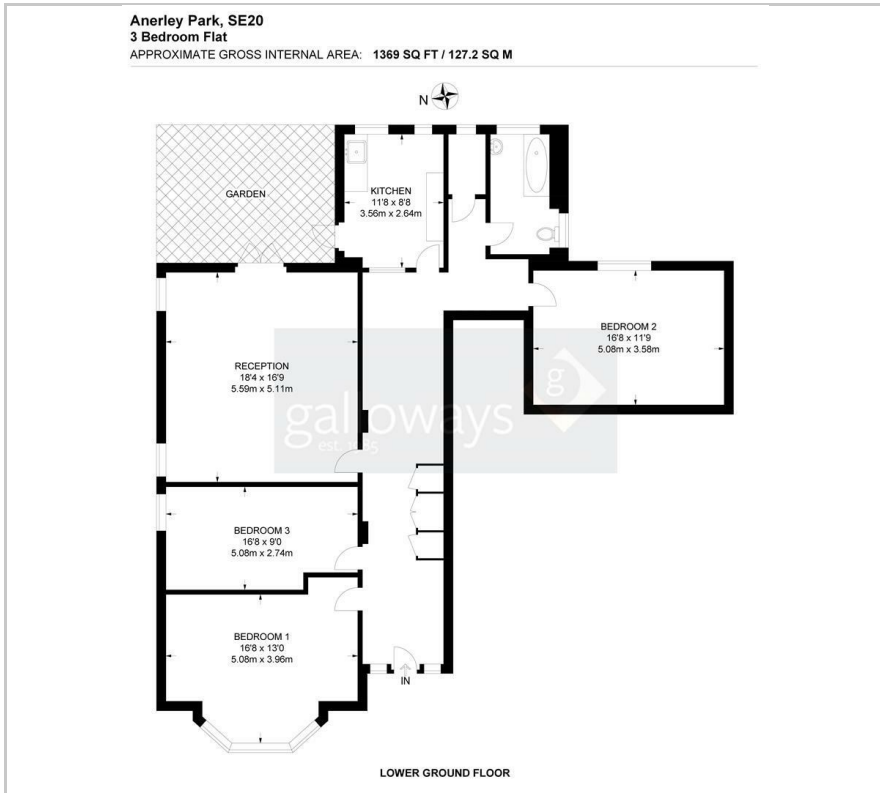 Anerley Park, SE20
3 Bedroom Flat
APPROXIMATE GROSS INTERNAL AREA: 1369 SQ FT / 127.2 SQ M
N
GARDEN
KITCHEN
11'8 x 8'8
3.56m x 2.64m
BEDROOM 2
16'8 x 11'9
5.08m x 3.58m
RECEPTION
18'4 x 16'9
5.59m x 5.11m
g
galloways
est. 1985
BEDROOM 3
16'8 x 9'0
5.08m x 2.74m
BEDROOM 1
16'8 x 13'0
5.08m x 3.96m
IN
LOWER GROUND FLOOR